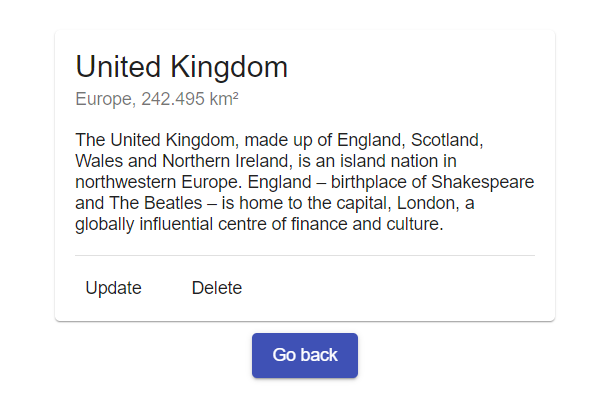 United Kingdom
Europe, 242.495 km²
The United Kingdom, made up of England, Scotland,
Wales and Northern Ireland, is an island nation in
northwestern Europe. England – birthplace of Shakespeare
and The Beatles – is home to the capital, London, a
globally influential centre of finance and culture.
Update Delete
Go back